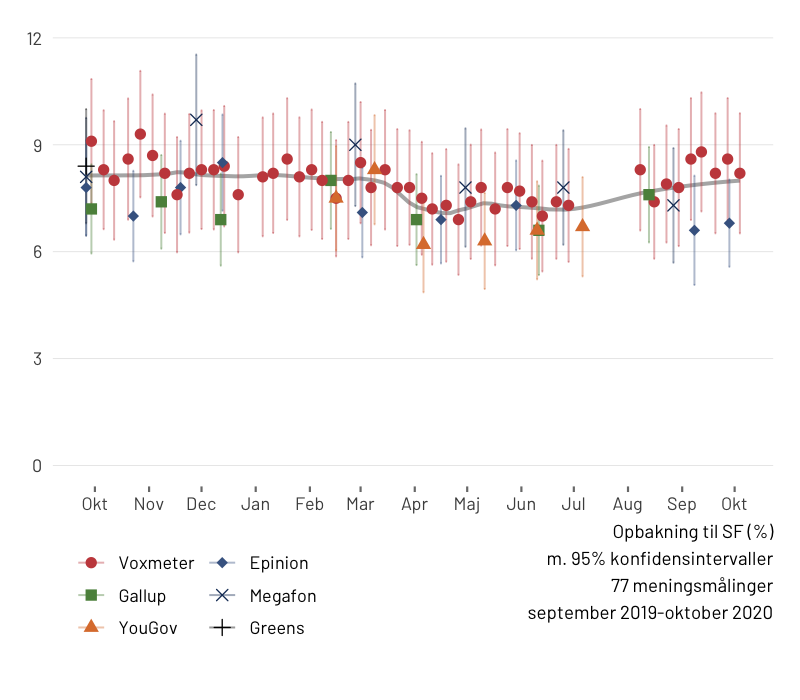 12
9
6
3
0
Okt Nov Dec Jan Feb Mar Apr Maj Jun Jul Aug Sep Okt
Opbakning til SF (%)
m. 95% konfidensintervaller
77 meningsmålinger
september 2019-oktober 2020
Voxmeter Epinion
Gallup Megafon
YouGov Greens